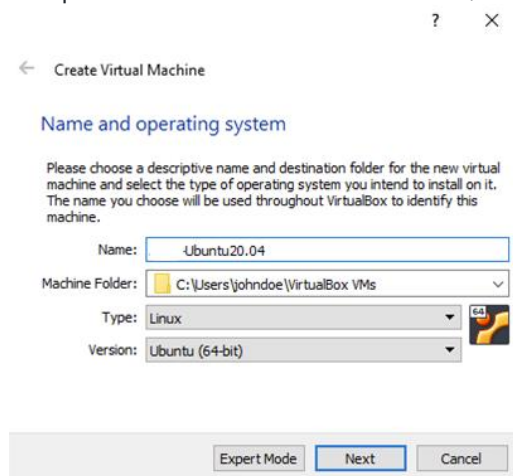 ? ×
← Create Virtual Machine
Name and operating system
Please choose a descriptive name and destination folder for the new virtual
machine and select the type of operating system you intend to install on it.
The name you choose will be used throughout VirtualBox to identify this
machine.
Name: -Ubuntu20.04
Machine Folder: C:\Users\johndoe\VirtualBox VMs
Type: Linux
64
Version: Ubuntu (64-bit)
Expert Mode Next Cancel